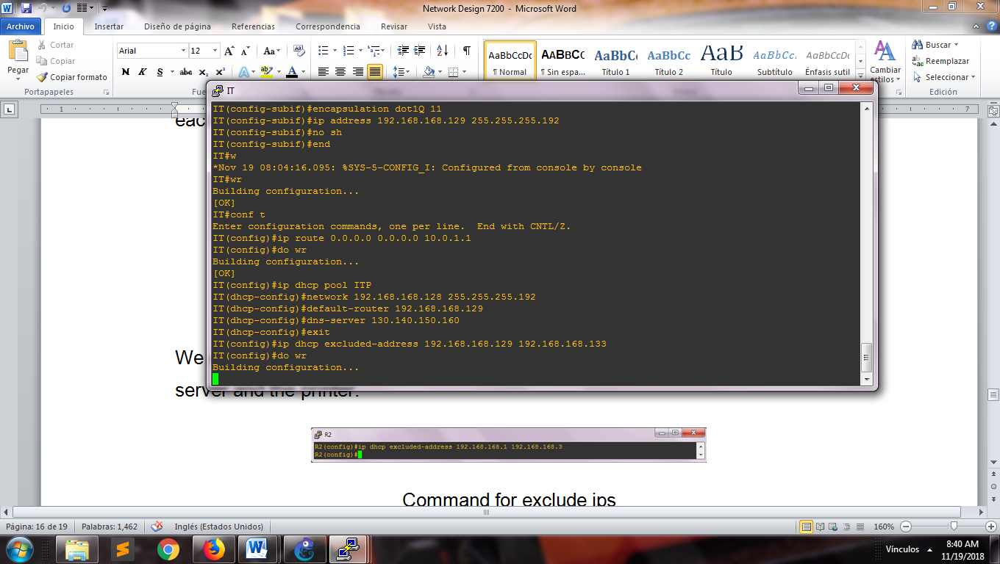 Network Design 7200 - Microsoft Word
Archivo Inicio Insertar Diseño de página Referencias Correspondencia Revisar Vista
Pegar
Cortar
Copiar
Copiar formato
Portapapeles
Arial 12
N K S abc x₂ x²
AaBbCcDc AaBbCc AaBbCc AaBbCc AaB AaBbCc. AaBbCcDc
¶ Normal ¶ Sin espa... Título 1 Título 2 Título Subtítulo Énfasis sutil
Cambiar estilos
Buscar
Reemplazar
Seleccionar
Edición
1 7
IT
IT(config-subif)#encapsulation dot1Q 11
IT(config-subif)#ip address 192.168.168.129 255.255.255.192
IT(config-subif)#no sh
IT(config-subif)#end
IT#w
*Nov 19 08:04:16.095: %SYS-5-CONFIG_I: Configured from console by console
IT#wr
Building configuration...
[OK]
IT#conf t
Enter configuration commands, one per line.  End with CNTL/Z.
IT(config)#ip route 0.0.0.0 0.0.0.0 10.0.1.1
IT(config)#do wr
Building configuration...
[OK]
IT(config)#ip dhcp pool ITP
IT(dhcp-config)#network 192.168.168.128 255.255.255.192
IT(dhcp-config)#default-router 192.168.168.129
IT(dhcp-config)#dns-server 130.140.150.160
IT(dhcp-config)#exit
IT(config)#ip dhcp excluded-address 192.168.168.129 192.168.168.133
IT(config)#do wr
Building configuration...
We
server and the printer.
R2
R2(config)#ip dhcp excluded-address 192.168.168.1 192.168.168.3
R2(config)#
Command for exclude ips
Página: 16 de 19 Palabras: 1,462 Inglés (Estados Unidos) 160%
Vínculos 8:40 AM
11/19/2018